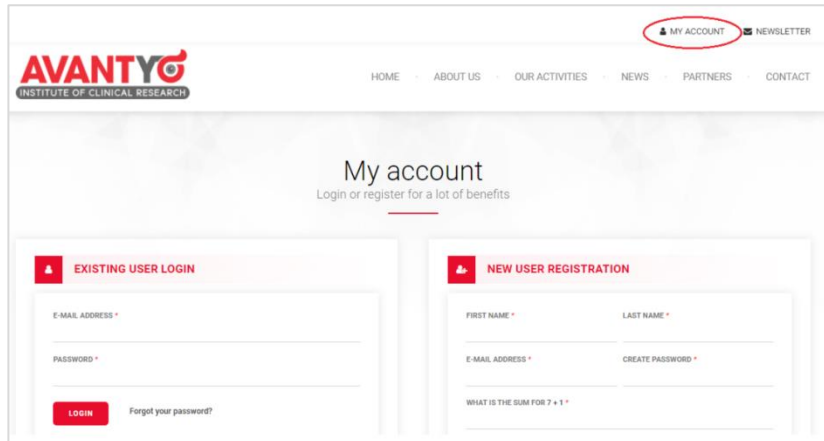 MY ACCOUNT NEWSLETTER
AVANTYO
INSTITUTE OF CLINICAL RESEARCH
HOME ABOUT US OUR ACTIVITIES NEWS PARTNERS CONTACT
My account
Login or register for a lot of benefits
EXISTING USER LOGIN
E-MAIL ADDRESS *
PASSWORD *
LOGIN Forgot your password?
NEW USER REGISTRATION
FIRST NAME * LAST NAME *
E-MAIL ADDRESS * CREATE PASSWORD *
WHAT IS THE SUM FOR 7 + 1 *